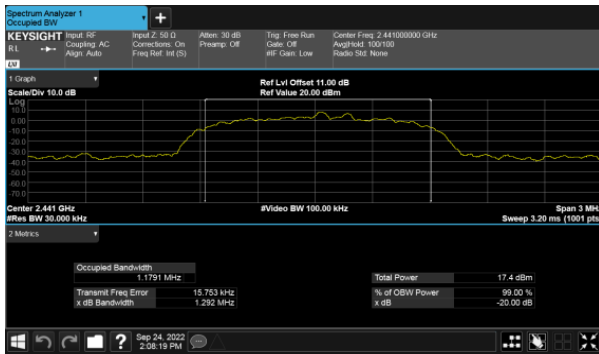 Spectrum Analyzer 1
Occupied BW
+
KEYSIGHT Input: RF Input Z: 50 Ω Atten: 30 dB Trig: Free Run Center Freq: 2.441000000 GHz
R L Coupling: AC Corrections: On Preamp: Off Gate: Off Avg|Hold: 100/100
Align: Auto Freq Ref: Int (S) #IF Gain: Low Radio Std: None
LXI
1 Graph
Scale/Div 10.0 dB Ref Lvl Offset 11.00 dB
Ref Value 20.00 dBm
Log
10.0
0.00
-10.0
-20.0
-30.0
-40.0
-50.0
-60.0
-70.0
Center 2.441 GHz #Video BW 100.00 kHz Span 3 MHz
#Res BW 30.000 kHz Sweep 3.20 ms (1001 pts
2 Metrics
Occupied Bandwidth
1.1791 MHz Total Power 17.4 dBm
Transmit Freq Error 15.753 kHz % of OBW Power 99.00 %
x dB Bandwidth 1.292 MHz x dB -20.00 dB
? Sep 24, 2022
2:08:19 PM